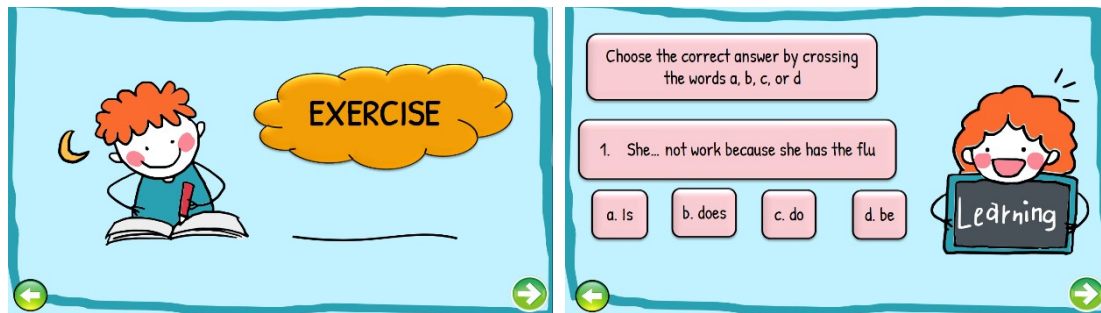 EXERCISE
Choose the correct answer by crossing
the words a, b, c, or d
1. She... not work because she has the flu
a. Is
b. does
c. do
d. be
Learning